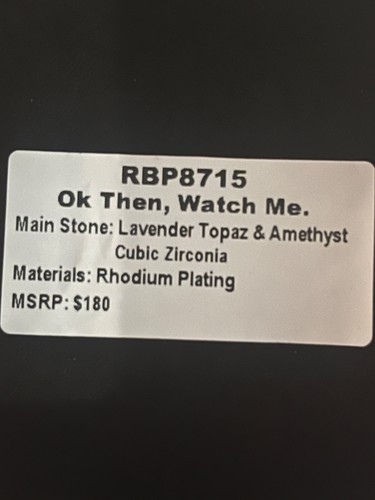 RBP8715
Ok Then, Watch Me.
Main Stone: Lavender Topaz & Amethyst
Cubic Zirconia
Materials: Rhodium Plating
MSRP: $180